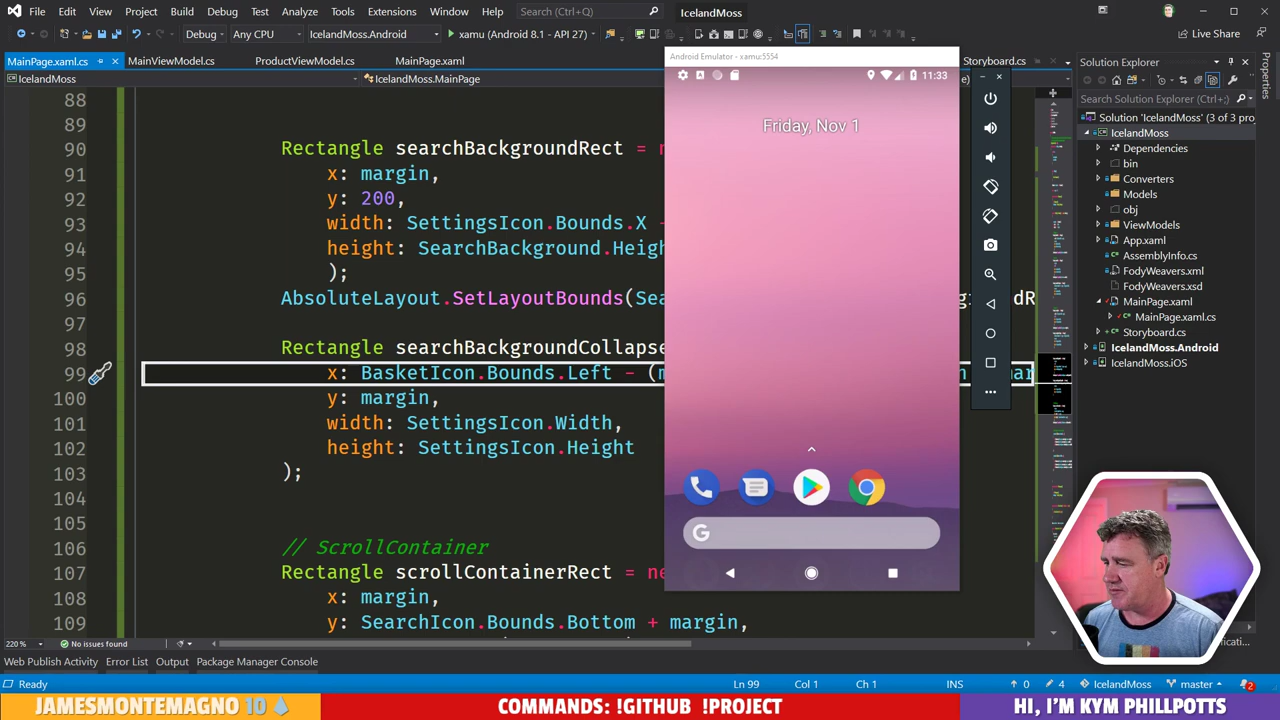 File Edit View Git Project Build Debug Test Analyze Tools Extensions Window Help Search (Ctrl+Q) IcelandMoss
Debug Any CPU IcelandMoss.Android xamu (Android 8.1 - API 27) Live Share
MainPage.xaml.cs MainViewModel.cs ProductViewModel.cs MainPage.xaml Storyboard.cs
IcelandMoss IcelandMoss.MainPage
88
89
90 Rectangle searchBackgroundRect =
91 x: margin,
92 y: 200,
93 width: SettingsIcon.Bounds.X -
94 height: SearchBackground.Heigh
95 );
96 AbsoluteLayout.SetLayoutBounds(Sea
97
98 Rectangle searchBackgroundCollapse
99 x: BasketIcon.Bounds.Left - (m
100 y: margin,
101 width: SettingsIcon.Width,
102 height: SettingsIcon.Height
103 );
104
105
106 // ScrollContainer
107 Rectangle scrollContainerRect = ne
108 x: margin,
109 y: SearchIcon.Bounds.Bottom + margin,
220% No issues found
Web Publish Activity Error List Output Package Manager Console
Ready Ln 99 Col 1 Ch 1 INS 0 4 IcelandMoss master 2
Android Emulator - xamu:5554
11:33
Friday, Nov 1
G
Solution Explorer
Search Solution Explorer (Ctrl+;)
Solution 'IcelandMoss' (3 of 3 pro
IcelandMoss
Dependencies
bin
Converters
Models
obj
ViewModels
App.xaml
AssemblyInfo.cs
FodyWeavers.xml
FodyWeavers.xsd
MainPage.xaml
MainPage.xaml.cs
Storyboard.cs
IcelandMoss.Android
IcelandMoss.iOS
Properties
JAMESMONTEMAGNO 10
COMMANDS: !GITHUB !PROJECT
HI, I'M KYM PHILLPOTTS